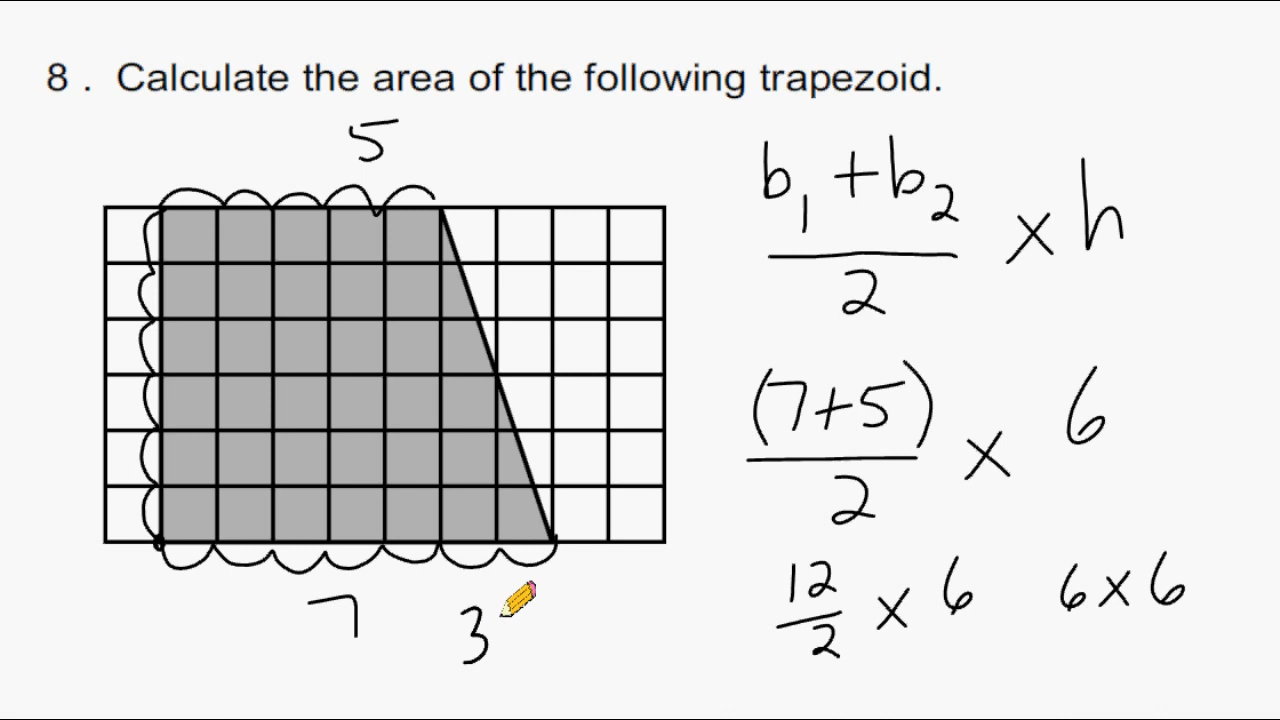 8 . Calculate the area of the following trapezoid.
5
b₁ + b₂
2
× h
(7+5)
2
× 6
12
2
× 6
6 × 6
7
3